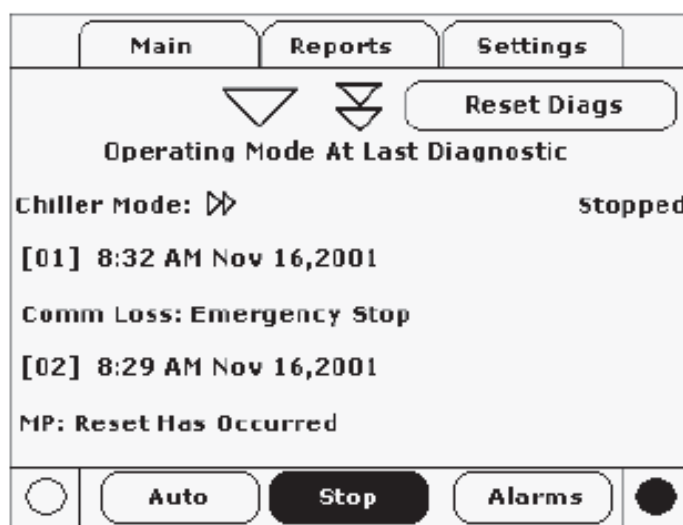 Main Reports Settings
Reset Diags
Operating Mode At Last Diagnostic
Chiller Mode: Stopped
[01] 8:32 AM Nov 16,2001
Comm Loss: Emergency Stop
[02] 8:29 AM Nov 16,2001
MP: Reset Has Occurred
Auto Stop Alarms